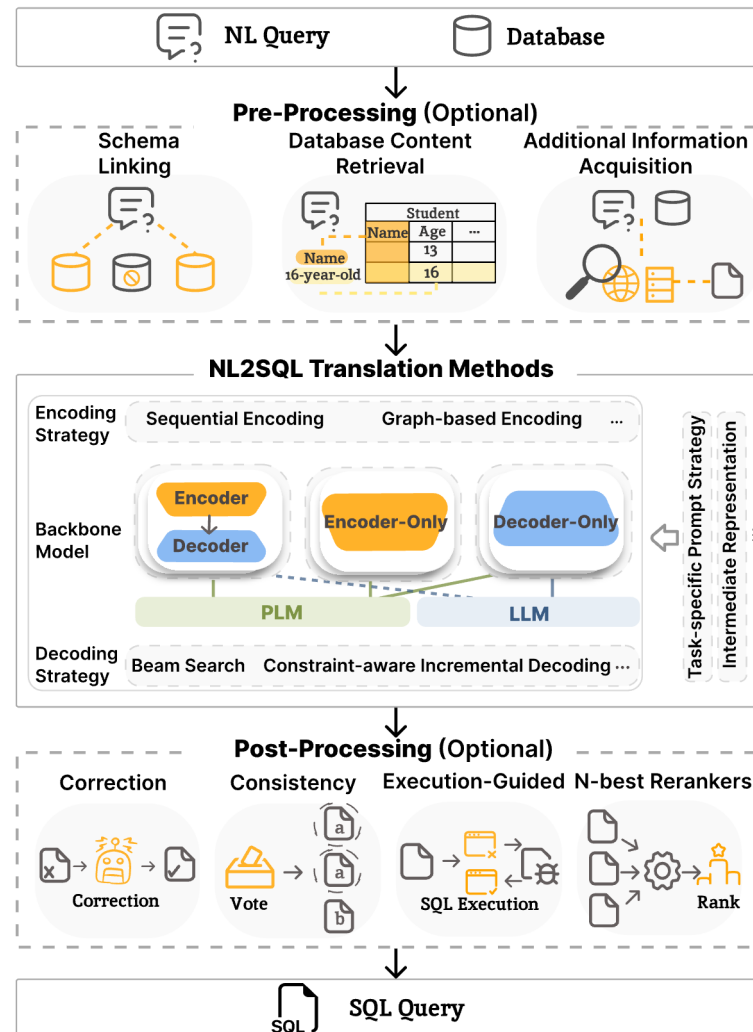 NL Query
Database
Pre-Processing (Optional)
Schema
Linking
Database Content
Retrieval
Additional Information
Acquisition
Student
Name
Age
...
13
16
Name
16-year-old
NL2SQL Translation Methods
Encoding
Strategy
Sequential Encoding
Graph-based Encoding
...
Backbone
Model
Encoder
Decoder
Encoder-Only
Decoder-Only
PLM
LLM
Decoding
Strategy
Beam Search
Constraint-aware Incremental Decoding
...
Task-specific Prompt Strategy
Intermediate Representation
...
Post-Processing (Optional)
Correction
Consistency
Execution-Guided
N-best Rerankers
Correction
Vote
a
a
b
SQL Execution
Rank
SQL
SQL Query